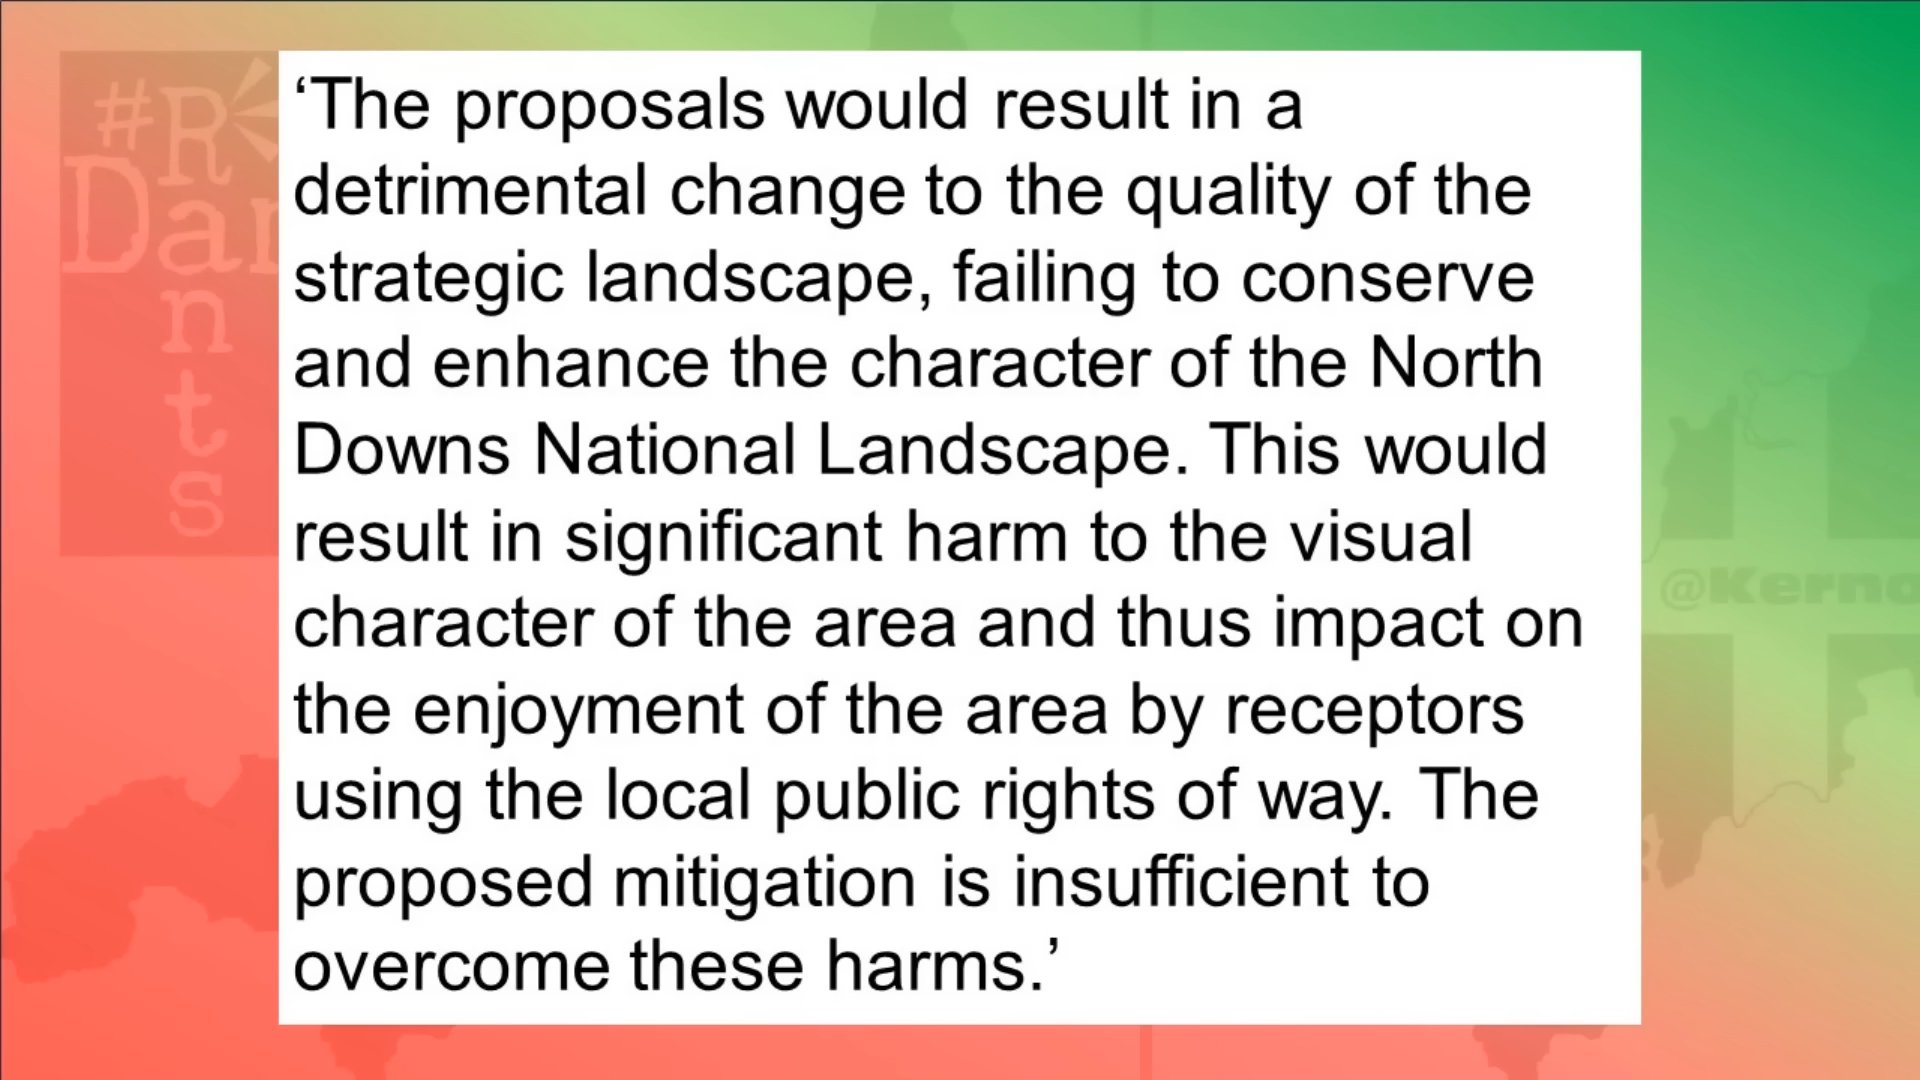 #R
Dan
n
t
s
‘The proposals would result in a
detrimental change to the quality of the
strategic landscape, failing to conserve
and enhance the character of the North
Downs National Landscape. This would
result in significant harm to the visual
character of the area and thus impact on
the enjoyment of the area by receptors
using the local public rights of way. The
proposed mitigation is insufficient to
overcome these harms.’
@Kerno